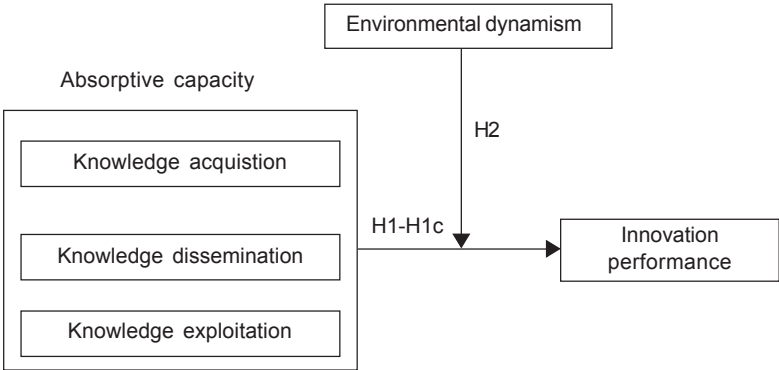 Environmental dynamism
Absorptive capacity
H2
Knowledge acquistion
H1-H1c
Innovation
performance
Knowledge dissemination
Knowledge exploitation